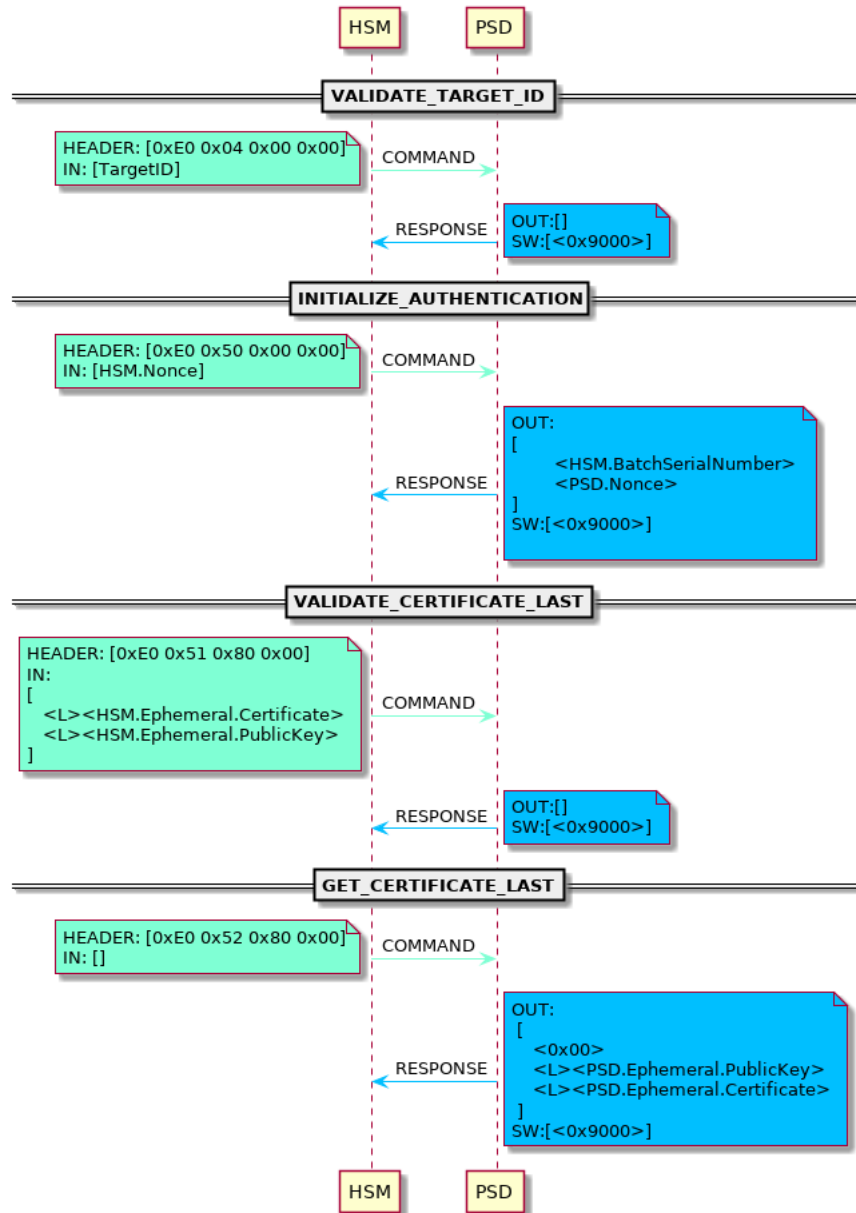 HSM PSD
VALIDATE_TARGET_ID
HEADER: [0xE0 0x04 0x00 0x00]
IN: [TargetID]
COMMAND
RESPONSE
OUT:[]
SW:[<0x9000>]
INITIALIZE_AUTHENTICATION
HEADER: [0xE0 0x50 0x00 0x00]
IN: [HSM.Nonce]
COMMAND
RESPONSE
OUT:
[
<HSM.BatchSerialNumber>
<PSD.Nonce>
]
SW:[<0x9000>]
VALIDATE_CERTIFICATE_LAST
HEADER: [0xE0 0x51 0x80 0x00]
IN:
[
<L><HSM.Ephemeral.Certificate>
<L><HSM.Ephemeral.PublicKey>
]
COMMAND
RESPONSE
OUT:[]
SW:[<0x9000>]
GET_CERTIFICATE_LAST
HEADER: [0xE0 0x52 0x80 0x00]
IN: []
COMMAND
RESPONSE
OUT:
[
<0x00>
<L><PSD.Ephemeral.PublicKey>
<L><PSD.Ephemeral.Certificate>
]
SW:[<0x9000>]
HSM PSD